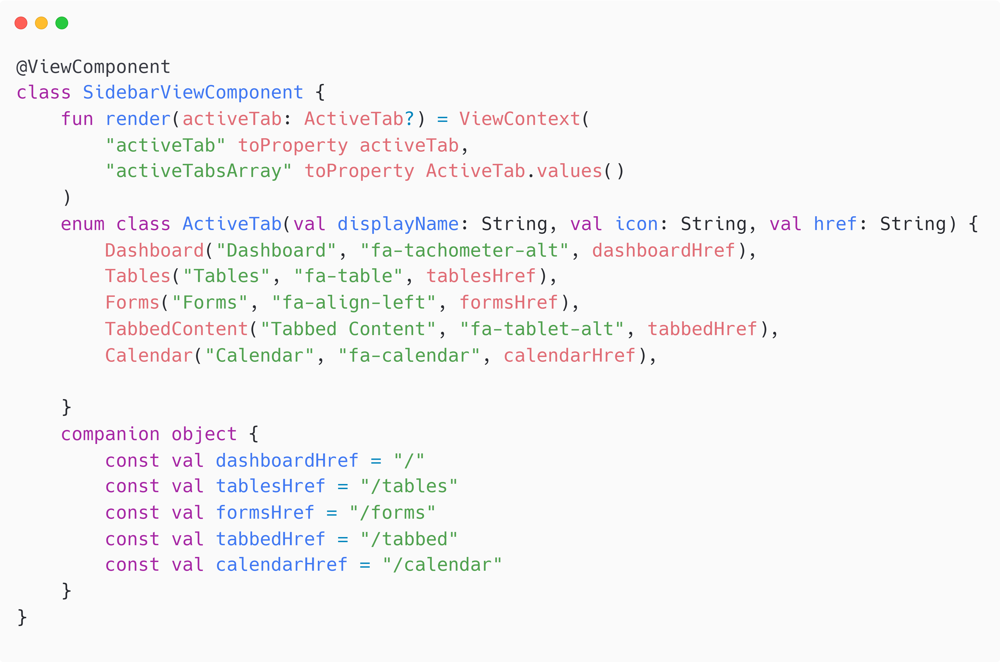 @ViewComponent
class SidebarViewComponent {
    fun render(activeTab: ActiveTab?) = ViewContext(
        "activeTab" toProperty activeTab,
        "activeTabsArray" toProperty ActiveTab.values()
    )
    enum class ActiveTab(val displayName: String, val icon: String, val href: String) {
        Dashboard("Dashboard", "fa-tachometer-alt", dashboardHref),
        Tables("Tables", "fa-table", tablesHref),
        Forms("Forms", "fa-align-left", formsHref),
        TabbedContent("Tabbed Content", "fa-tablet-alt", tabbedHref),
        Calendar("Calendar", "fa-calendar", calendarHref),

    }
    companion object {
        const val dashboardHref = "/"
        const val tablesHref = "/tables"
        const val formsHref = "/forms"
        const val tabbedHref = "/tabbed"
        const val calendarHref = "/calendar"
    }
}